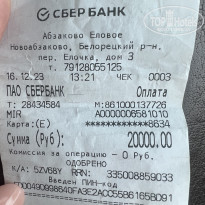 СБЕРБАНК
Абзаково Еловое
Новоабзаково, Белорецкий р-н,
пер. Елочка, дом 3
Т: 79128055125
16.12.23 13:21 ЧЕК 0003
ПАО СБЕРБАНК Оплата
Т: 28434584 М:861000137726
MIR A0000006581010
Карта:(E) ************8634
Сумма (Руб): 20000.00
Комиссия за операцию - 0 Руб.
К/А: 5ZV68Y RRN: 335008859033
Введен ПИН-код